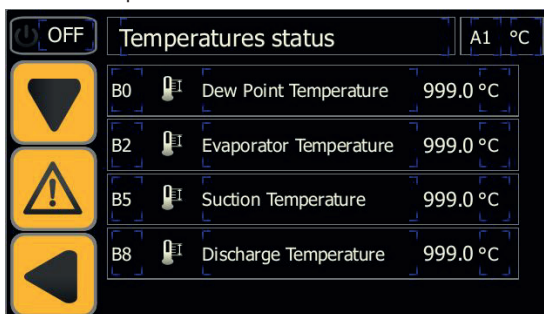 OFF Temperatures status A1 °C
B0 Dew Point Temperature 999.0 °C
B2 Evaporator Temperature 999.0 °C
B5 Suction Temperature 999.0 °C
B8 Discharge Temperature 999.0 °C